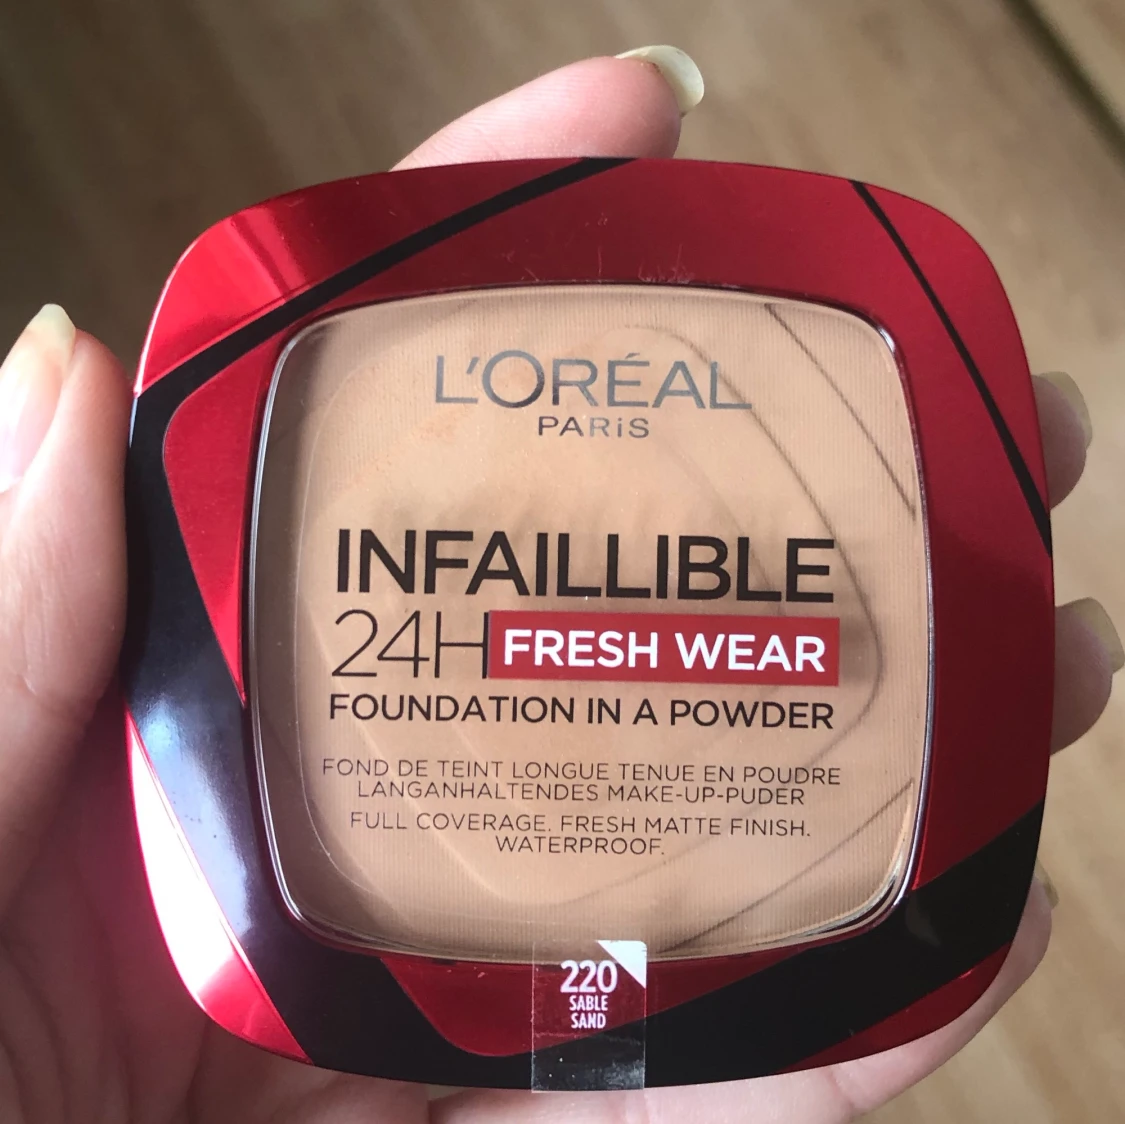 L'ORÉAL
PARiS
INFAILLIBLE
24H FRESH WEAR
FOUNDATION IN A POWDER
FOND DE TEINT LONGUE TENUE EN POUDRE
LANGANHALTENDES MAKE-UP-PUDER
FULL COVERAGE. FRESH MATTE FINISH.
WATERPROOF.
220
SABLE
SAND